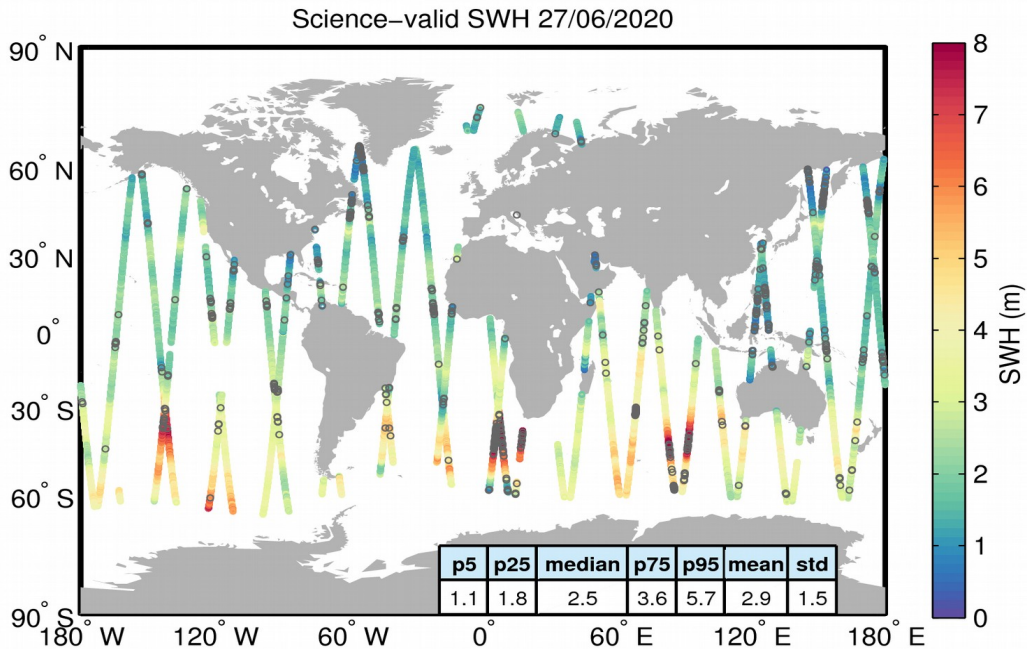 Science−valid SWH 27/06/2020
90° N
60° N
30° N
0°
30° S
60° S
90° S
180° W
120° W
60° W
0°
60° E
120° E
180° E
p5 p25 median p75 p95 mean std
1.1 1.8 2.5 3.6 5.7 2.9 1.5
8
7
6
5
4
3
2
1
0
SWH (m)